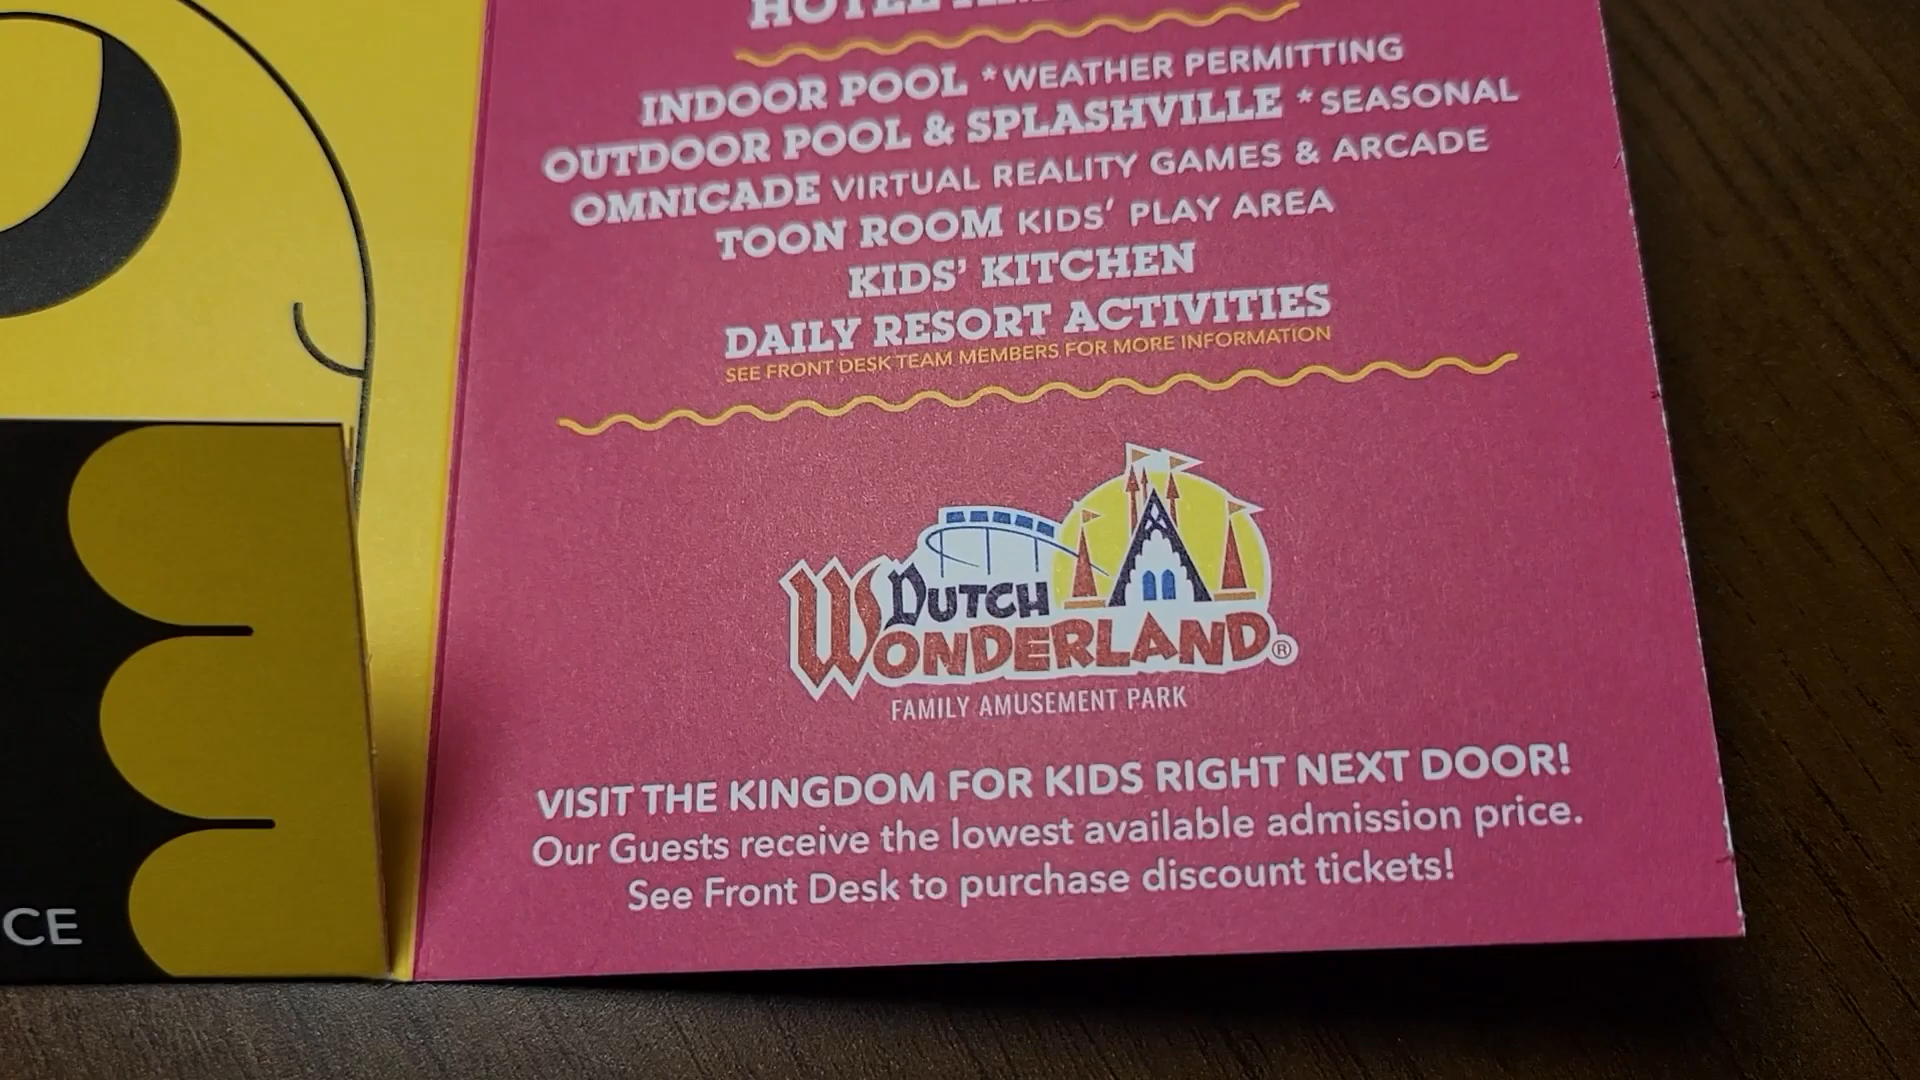 HOTEL
INDOOR POOL *WEATHER PERMITTING
OUTDOOR POOL & SPLASHVILLE *SEASONAL
OMNICADE VIRTUAL REALITY GAMES & ARCADE
TOON ROOM KIDS' PLAY AREA
KIDS' KITCHEN
DAILY RESORT ACTIVITIES
SEE FRONT DESK TEAM MEMBERS FOR MORE INFORMATION
DUTCH
WONDERLAND®
FAMILY AMUSEMENT PARK
VISIT THE KINGDOM FOR KIDS RIGHT NEXT DOOR!
Our Guests receive the lowest available admission price.
See Front Desk to purchase discount tickets!
CE